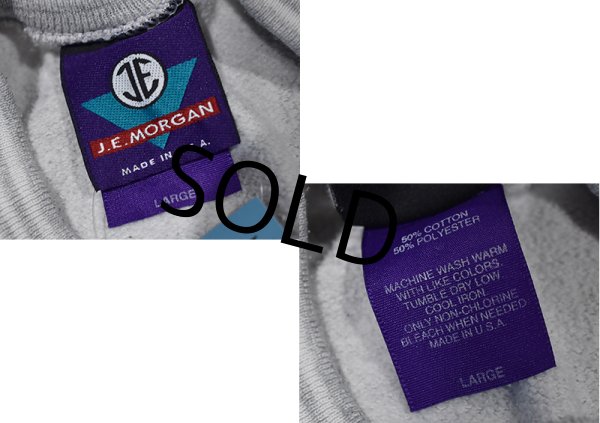 JE
J.E.MORGAN
MADE IN U.S.A.
LARGE
SOLD
50% COTTON
50% POLYESTER
MACHINE WASH WARM
WITH LIKE COLORS.
TUMBLE DRY LOW
COOL IRON
ONLY NON-CHLORINE
BLEACH WHEN NEEDED
MADE IN U.S.A.
LARGE